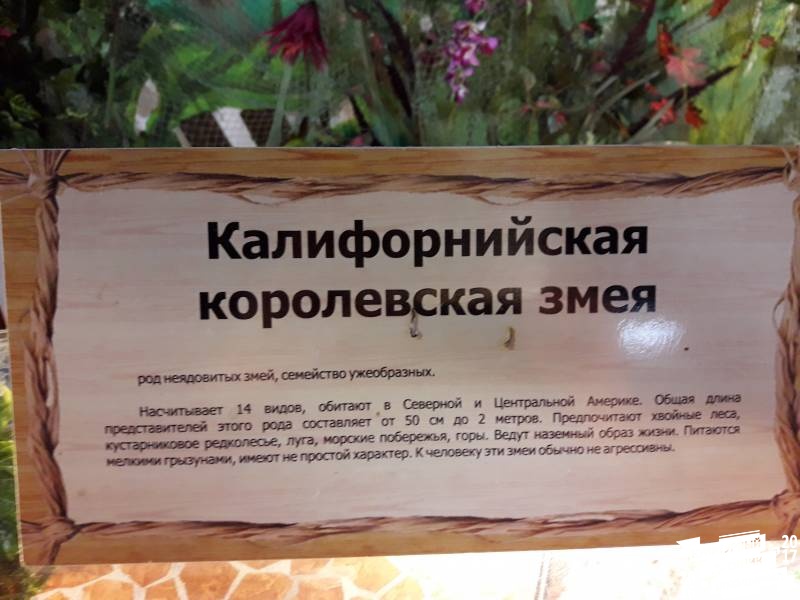 Калифорнийская
королевская змея
род неядовитых змей, семейство ужеобразных.
Насчитывает 14 видов, обитают в Северной и Центральной Америке. Общая длина
представителей этого рода составляет от 50 см до 2 метров. Предпочитают хвойные леса,
кустарниковое редколесье, луга, морские побережья, горы. Ведут наземный образ жизни. Питаются
мелкими грызунами, имеют не простой характер. К человеку эти змеи обычно не агрессивны.
20
17